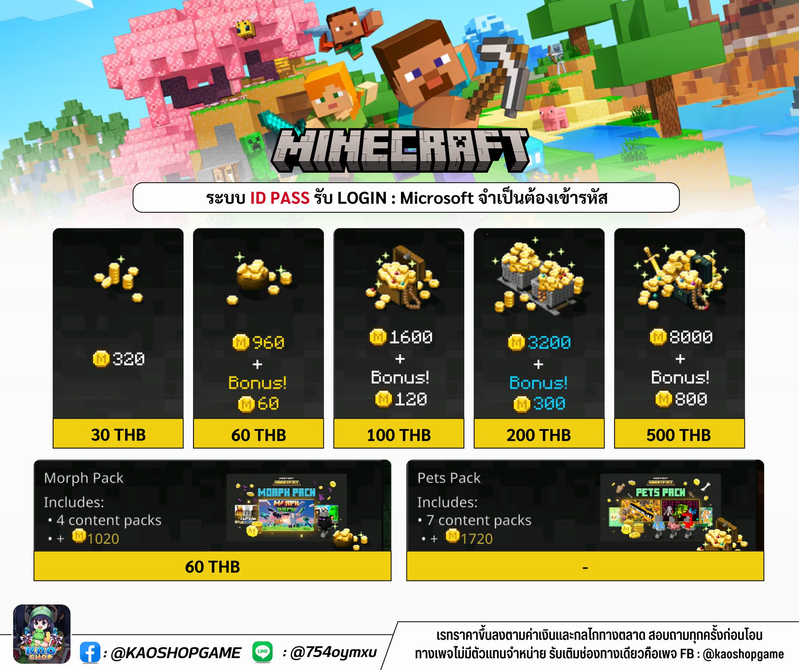 MINECRAFT
ระบบ ID PASS รับ LOGIN : Microsoft จำเป็นต้องเข้ารหัส
320
30 THB
960
+
Bonus!
60
60 THB
1600
+
Bonus!
120
100 THB
3200
+
Bonus!
300
200 THB
8000
+
Bonus!
800
500 THB
Morph Pack
Includes:
• 4 content packs
• + 1020
MORPH PACK
60 THB
Pets Pack
Includes:
• 7 content packs
• + 1720
PETS PACK
-
KAO
SHOP
: @KAOSHOPGAME
LINE
: @754oymxu
เรทราคาขึ้นลงตามค่าเงินและกลไกทางตลาด สอบถามทุกครั้งก่อนโอน
ทางเพจไม่มีตัวแทนจำหน่าย รับเติมช่องทางเดียวคือเพจ FB : @kaoshopgame